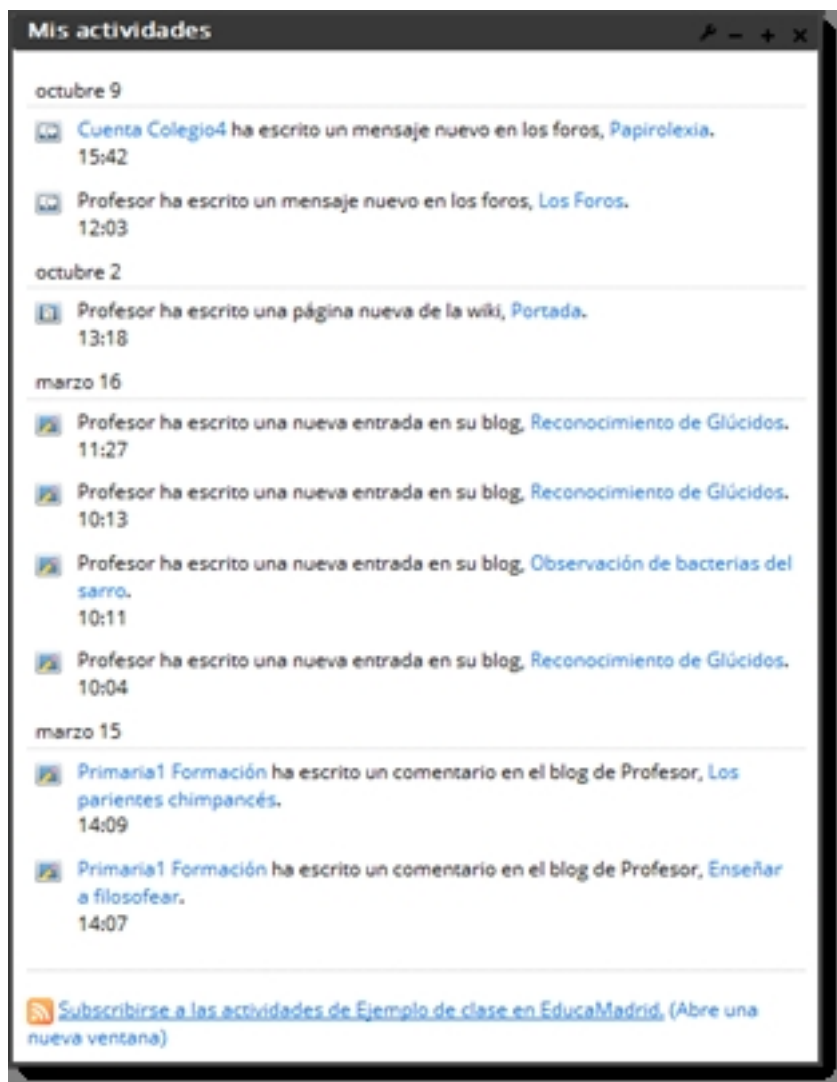 Mis actividades
octubre 9
Cuenta Colegio4 ha escrito un mensaje nuevo en los foros, Papirolexia.
15:42
Profesor ha escrito un mensaje nuevo en los foros, Los Foros.
12:03
octubre 2
Profesor ha escrito una página nueva de la wiki, Portada.
13:18
marzo 16
Profesor ha escrito una nueva entrada en su blog, Reconocimiento de Glúcidos.
11:27
Profesor ha escrito una nueva entrada en su blog, Reconocimiento de Glúcidos.
10:13
Profesor ha escrito una nueva entrada en su blog, Observación de bacterias del
sarro.
10:11
Profesor ha escrito una nueva entrada en su blog, Reconocimiento de Glúcidos.
10:04
marzo 15
Primaria1 Formación ha escrito un comentario en el blog de Profesor, Los
parientes chimpancés.
14:09
Primaria1 Formación ha escrito un comentario en el blog de Profesor, Enseñar
a filosofear.
14:07
Subscribirse a las actividades de Ejemplo de clase en EducaMadrid. (Abre una
nueva ventana)